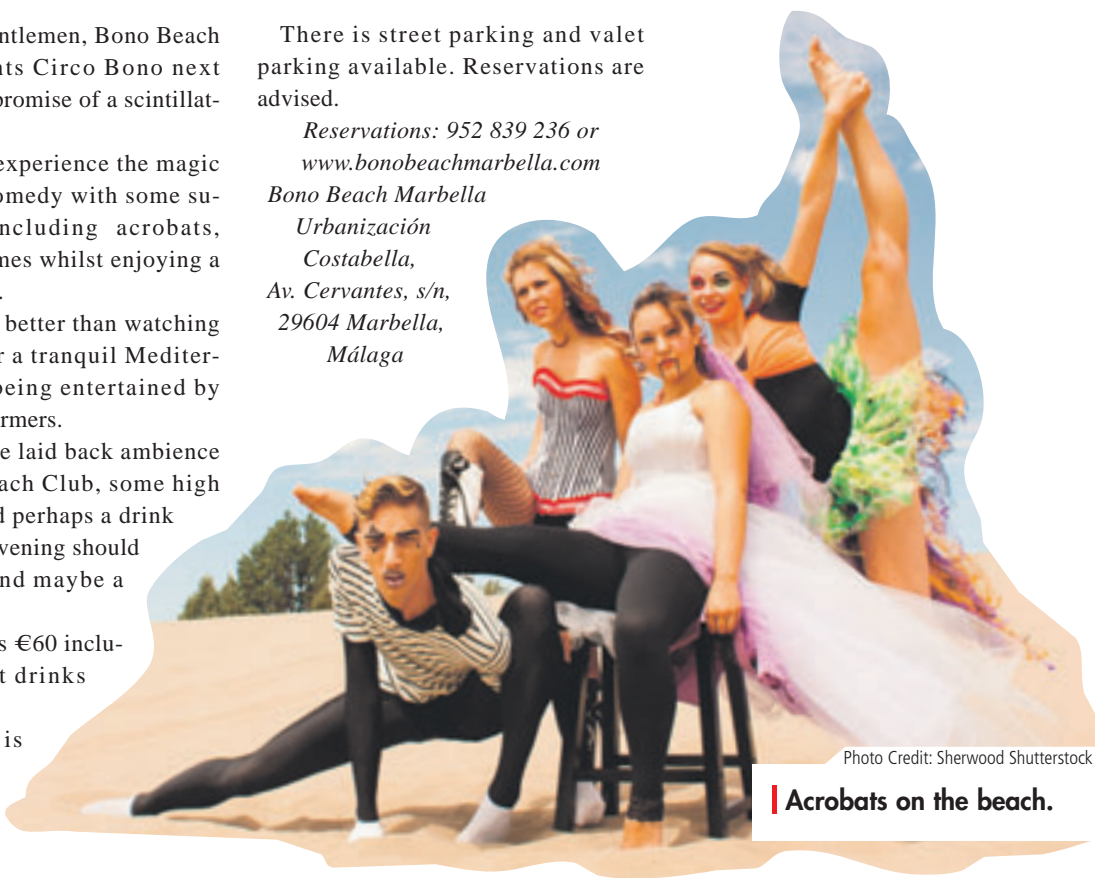 ntlemen, Bono Beach
ts Circo Bono next
promise of a scintillat-
experience the magic
omedy with some su-
ncluding acrobats,
mes whilst enjoying a
.
better than watching
r a tranquil Mediter-
being entertained by
rmers.
e laid back ambience
ach Club, some high
d perhaps a drink
vening should
nd maybe a
s €60 inclu-
t drinks
is
There is street parking and valet
parking available. Reservations are
advised.
Reservations: 952 839 236 or
www.bonobeachmarbella.com
Bono Beach Marbella
Urbanización
Costabella,
Av. Cervantes, s/n,
29604 Marbella,
Málaga
Photo Credit: Sherwood Shutterstock
Acrobats on the beach.